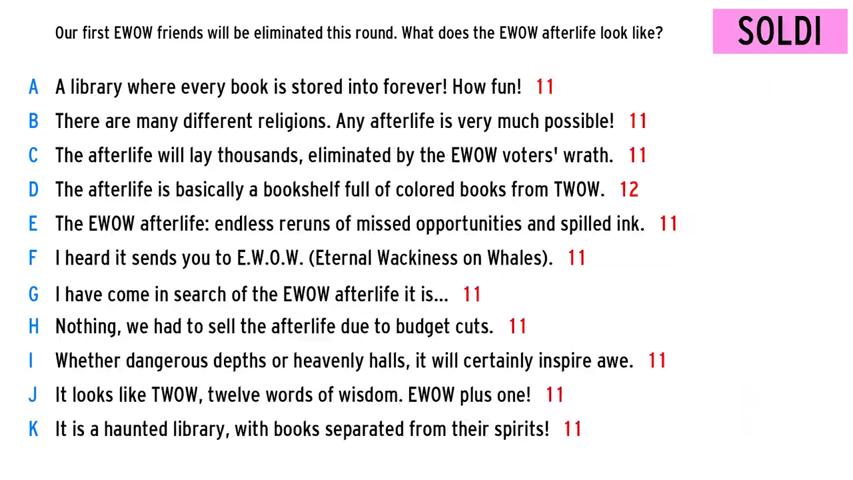 Our first EWOW friends will be eliminated this round. What does the EWOW afterlife look like?
SOLDI
A A library where every book is stored into forever! How fun! 11
B There are many different religions. Any afterlife is very much possible! 11
C The afterlife will lay thousands, eliminated by the EWOW voters' wrath. 11
D The afterlife is basically a bookshelf full of colored books from TWOW. 12
E The EWOW afterlife: endless reruns of missed opportunities and spilled ink. 11
F I heard it sends you to E.W.O.W. (Eternal Wackiness on Whales). 11
G I have come in search of the EWOW afterlife it is... 11
H Nothing, we had to sell the afterlife due to budget cuts. 11
I Whether dangerous depths or heavenly halls, it will certainly inspire awe. 11
J It looks like TWOW, twelve words of wisdom. EWOW plus one! 11
K It is a haunted library, with books separated from their spirits! 11